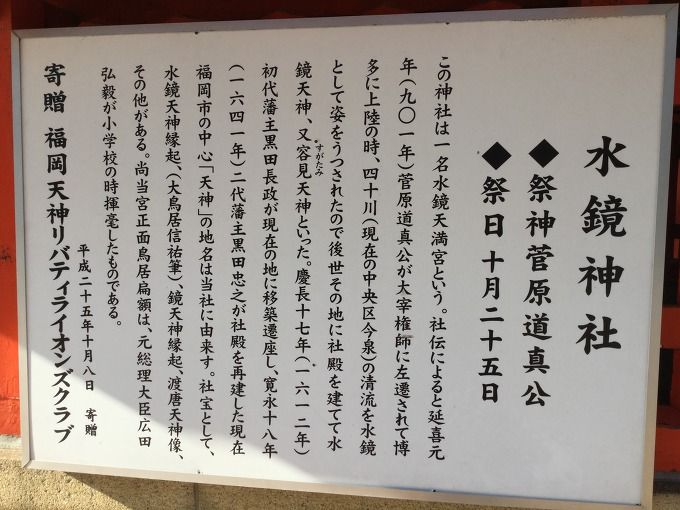 水鏡神社
◆祭神菅原道真公
◆祭日 十月二十五日
この神社は一名水鏡天満宮という。社伝によると延喜元
年(九〇一年)菅原道真公が大宰権師に左遷されて博
多に上陸の時、四十川(現在の中央区今泉)の清流を水鏡
として姿をうつされたので後世その地に社殿を建てて水
鏡天神、又容見天神といった。慶長十七年(一六一二年)
すがたみ
初代藩主黒田長政が現在の地に移築遷座し、寛永十八年
(一六四一年)二代藩主黒田忠之が社殿を再建した現在
福岡市の中心「天神」の地名は当社に由来す。社宝として、
水鏡天神縁起、(大鳥居信祐筆)、鏡天神縁起、渡唐天神像、
その他がある。尚当宮正面鳥居扁額は、元総理大臣広田
弘毅が小学校の時揮毫したものである。
平成二十五年十月八日 寄贈
寄贈 福岡天神リバティライオンズクラブ